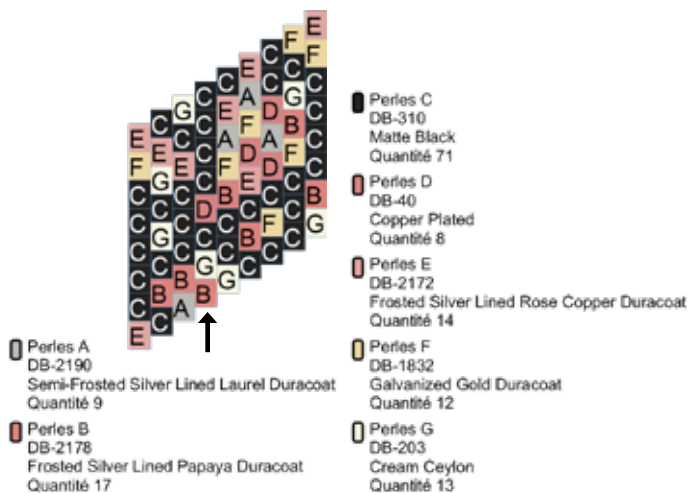 E C G C C E C F E
F E C C E A C C F
C G E C A F D G C
C C C C F D A B C
C G C D B E D F C
C C C C C C C C C
C B B G C B F C B
E C A B G C C C G
Perles A
DB-2190
Semi-Frosted Silver Lined Laurel Duracoat
Quantité 9
Perles B
DB-2178
Frosted Silver Lined Papaya Duracoat
Quantité 17
Perles C
DB-310
Matte Black
Quantité 71
Perles D
DB-40
Copper Plated
Quantité 8
Perles E
DB-2172
Frosted Silver Lined Rose Copper Duracoat
Quantité 14
Perles F
DB-1832
Galvanized Gold Duracoat
Quantité 12
Perles G
DB-203
Cream Ceylon
Quantité 13